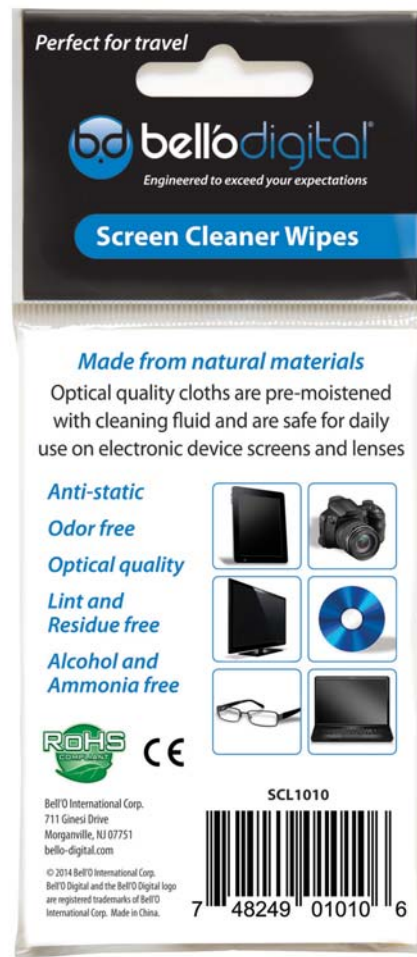 Perfect for travel
b.d bell'o digital®
Engineered to exceed your expectations
Screen Cleaner Wipes
Made from natural materials
Optical quality cloths are pre-moistened
with cleaning fluid and are safe for daily
use on electronic device screens and lenses
Anti-static
Odor free
Optical quality
Lint and
Residue free
Alcohol and
Ammonia free
RoHS
COMPLIANT
CE
Bell'O International Corp.
711 Ginesi Drive
Morganville, NJ 07751
bello-digital.com
© 2014 Bell'O International Corp.
Bell'O Digital and the Bell'O Digital logo
are registered trademarks of Bell'O
International Corp. Made in China.
SCL1010
7 48249 01010 6